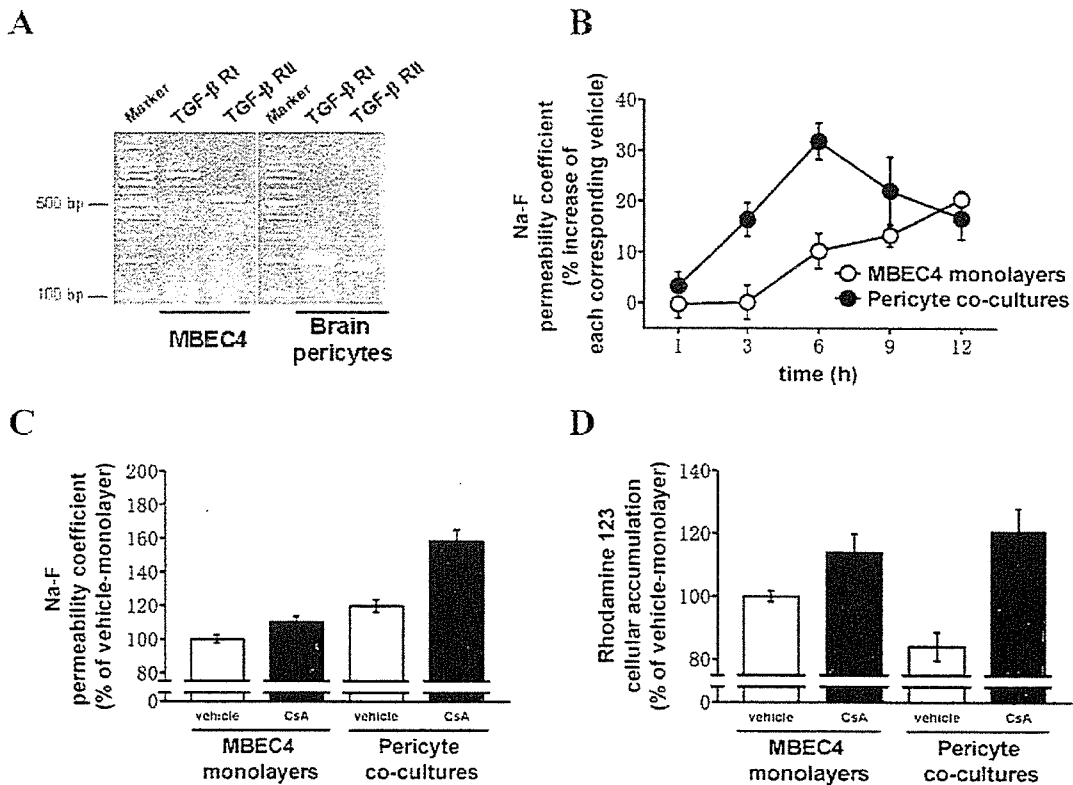 A
Marker
TGF-β RI
TGF-β RII
Marker
TGF-β RI
TGF-β RII
500 bp
100 bp
MBEC4
Brain
pericytes
B
Na-F
permeability coefficient
(% increase of
each corresponding vehicle)
40
30
20
10
0
MBEC4 monolayers
Pericyte co-cultures
1
3
6
9
12
time (h)
C
Na-F
permeability coefficient
(% of vehicle-monolayer)
200
180
160
140
120
100
80
0
vehicle
CsA
vehicle
CsA
MBEC4
monolayers
Pericyte
co-cultures
D
Rhodamine 123
cellular accumulation
(% of vehicle-monolayer)
140
120
100
80
0
vehicle
CsA
vehicle
CsA
MBEC4
monolayers
Pericyte
co-cultures